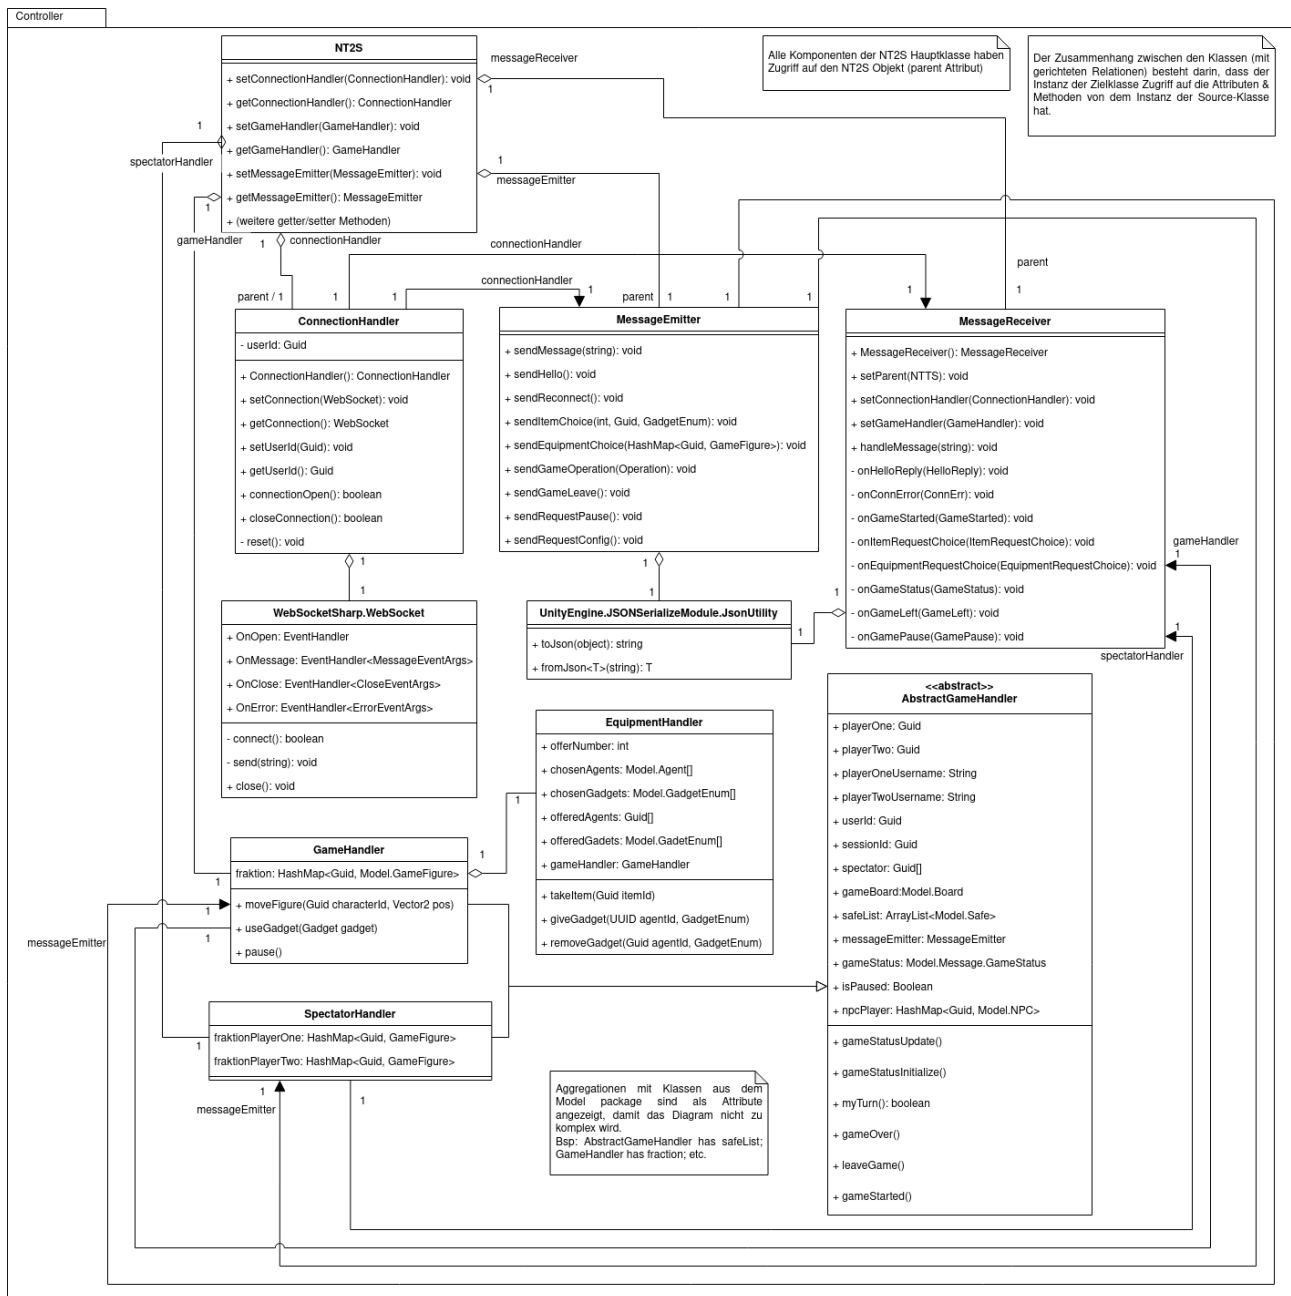 Controller
NT2S
+ setConnectionHandler(ConnectionHandler): void
+ getConnectionHandler(): ConnectionHandler
+ setGameHandler(GameHandler): void
+ getGameHandler(): GameHandler
+ setMessageEmitter(MessageEmitter): void
+ getMessageEmitter(): MessageEmitter
+ (weitere getter/setter Methoden)
messageReceiver
1
1
messageEmitter
1
spectatorHandler
1
gameHandler
1
connectionHandler
Alle Komponenten der NT2S Hauptklasse haben
Zugriff auf den NT2S Objekt (parent Attribut)
Der Zusammenhang zwischen den Klassen (mit
gerichteten Relationen) besteht darin, dass der
Instanz der Zielklasse Zugriff auf die Attributen &
Methoden von dem Instanz der Source-Klasse
hat.
connectionHandler
connectionHandler
parent / 1
1
1
1
parent
1
1
1
1
parent
1
ConnectionHandler
- userId: Guid
+ ConnectionHandler(): ConnectionHandler
+ setConnection(WebSocket): void
+ getConnection(): WebSocket
+ setUserId(Guid): void
+ getUserId(): Guid
+ connectionOpen(): boolean
+ closeConnection(): boolean
- reset(): void
1
1
MessageEmitter
+ sendMessage(string): void
+ sendHello(): void
+ sendReconnect(): void
+ sendItemChoice(int, Guid, GadgetEnum): void
+ sendEquipmentChoice(HashMap<Guid, GameFigure>): void
+ sendGameOperation(Operation): void
+ sendGameLeave(): void
+ sendRequestPause(): void
+ sendRequestConfig(): void
1
1
MessageReceiver
+ MessageReceiver(): MessageReceiver
+ setParent(NTTS): void
+ setConnectionHandler(ConnectionHandler): void
+ setGameHandler(GameHandler): void
+ handleMessage(string): void
- onHelloReply(HelloReply): void
- onConnError(ConnErr): void
- onGameStarted(GameStarted): void
- onItemRequestChoice(ItemRequestChoice): void
- onEquipmentRequestChoice(EquipmentRequestChoice): void
- onGameStatus(GameStatus): void
- onGameLeft(GameLeft): void
- onGamePause(GamePause): void
gameHandler
1
1
spectatorHandler
1
1
WebSocketSharp.WebSocket
+ OnOpen: EventHandler
+ OnMessage: EventHandler<MessageEventArgs>
+ OnClose: EventHandler<CloseEventArgs>
+ OnError: EventHandler<ErrorEventArgs>
- connect(): boolean
- send(string): void
+ close(): void
UnityEngine.JSONSerializeModule.JsonUtility
+ toJson(object): string
+ fromJson<T>(string): T
EquipmentHandler
+ offerNumber: int
+ chosenAgents: Model.Agent[]
+ chosenGadgets: Model.GadgetEnum[]
+ offeredAgents: Guid[]
+ offeredGadets: Model.GadetEnum[]
+ gameHandler: GameHandler
+ takeItem(Guid itemId)
+ giveGadget(UUID agentId, GadgetEnum)
+ removeGadget(Guid agentId, GadgetEnum)
1
1
<<abstract>>
AbstractGameHandler
+ playerOne: Guid
+ playerTwo: Guid
+ playerOneUsername: String
+ playerTwoUsername: String
+ userId: Guid
+ sessionId: Guid
+ spectator: Guid[]
+ gameBoard:Model.Board
+ safeList: ArrayList<Model.Safe>
+ messageEmitter: MessageEmitter
+ gameStatus: Model.Message.GameStatus
+ isPaused: Boolean
+ npcPlayer: HashMap<Guid, Model.NPC>
+ gameStatusUpdate()
+ gameStatusInitialize()
+ myTurn(): boolean
+ gameOver()
+ leaveGame()
+ gameStarted()
GameHandler
fraktion: HashMap<Guid, Model.GameFigure>
+ moveFigure(Guid characterId, Vector2 pos)
+ useGadget(Gadget gadget)
+ pause()
1
1
1
messageEmitter
SpectatorHandler
fraktionPlayerOne: HashMap<Guid, GameFigure>
fraktionPlayerTwo: HashMap<Guid, GameFigure>
1
1
messageEmitter
1
Aggregationen mit Klassen aus dem
Model package sind als Attribute
angezeigt, damit das Diagram nicht zu
komplex wird.
Bsp: AbstractGameHandler has safeList;
GameHandler has fraction; etc.